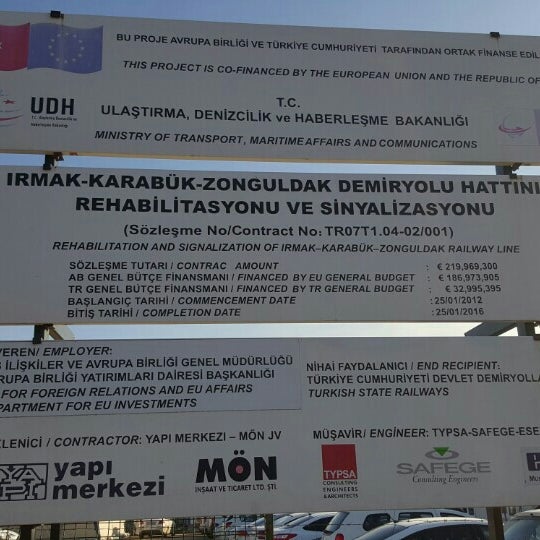 BU PROJE AVRUPA BİRLİĞİ VE TÜRKİYE CUMHURİYETİ TARAFINDAN ORTAK FİNANSE
THIS PROJECT IS CO-FINANCED BY THE EUROPEAN UNION AND THE REPUBLIC OF
UDH
T.C.
ULAŞTIRMA, DENİZCİLİK ve HABERLEŞME BAKANLIĞI
MINISTRY OF TRANSPORT, MARITIME AFFAIRS AND COMMUNICATIONS
IRMAK-KARABÜK-ZONGULDAK DEMİRYOLU HATTINI
REHABİLİTASYONU VE SİNYALİZASYONU
(Sözleşme No/Contract No: TR07T1.04-02/001)
REHABILITATION AND SIGNALIZATION OF IRMAK–KARABÜK–ZONGULDAK RAILWAY LINE
SÖZLEŞME TUTARI / CONTRAC AMOUNT : € 219,969,300
AB GENEL BÜTÇE FİNANSMANI / FINANCED BY EU GENERAL BUDGET : € 186,973,905
TR GENEL BÜTÇE FİNANSMANI / FINANCED BY TR GENERAL BUDGET : € 32,995,395
BAŞLANGIÇ TARİHİ / COMMENCEMENT DATE : 25/01/2012
BİTİŞ TARİHİ / COMPLETION DATE : 25/01/2016
VEREN/ EMPLOYER:
İLİŞKİLER VE AVRUPA BİRLİĞİ GENEL MÜDÜRLÜĞÜ
RUPA BİRLİĞİ YATIRIMLARI DAİRESİ BAŞKANLIĞI
FOR FOREIGN RELATIONS AND EU AFFAIRS
PARTMENT FOR EU INVESTMENTS
NİHAİ FAYDALANICI / END RECIPIENT:
TÜRKİYE CUMHURİYETİ DEVLET DEMİRYOLLA
TURKISH STATE RAILWAYS
ZLENİCİ / CONTRACTOR: YAPI MERKEZİ – MÖN JV
MÜŞAVİR/ ENGINEER: TYPSA-SAFEGE-ESE
yapı
merkezi
MÖN
İNŞAAT VE TİCARET LTD. ŞTİ.
TYPSA
CONSULTING
ENGINEERS
& ARCHITECTS
SAFEGE
Consulting Engineers